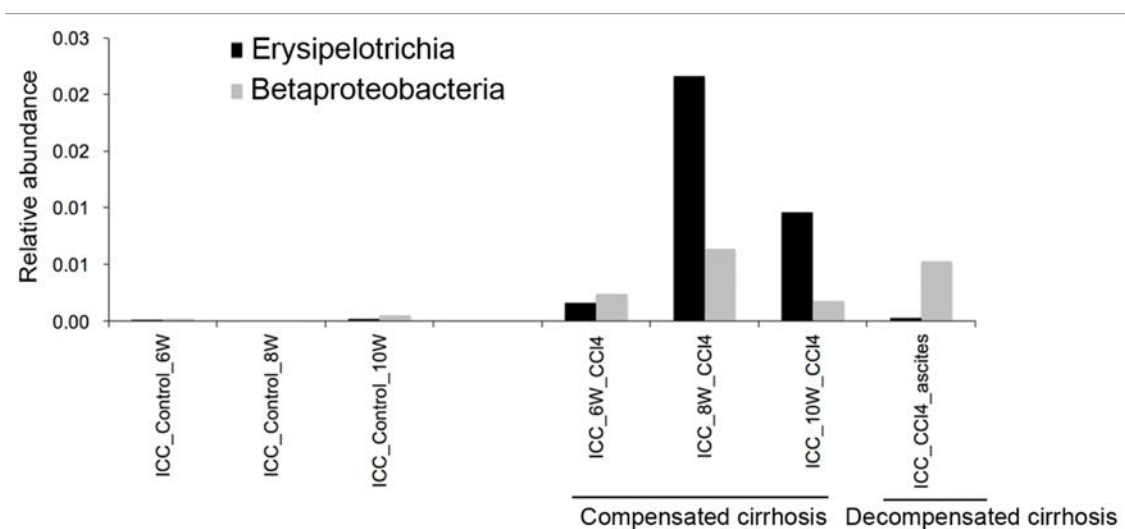 Relative abundance
0.03
0.02
0.02
0.01
0.01
0.00
Erysipelotrichia
Betaproteobacteria
ICC_Control_6W
ICC_Control_8W
ICC_Control_10W
ICC_6W_CCl4
ICC_8W_CCl4
ICC_10W_CCl4
ICC_CCl4_ascites
Compensated cirrhosis
Decompensated cirrhosis